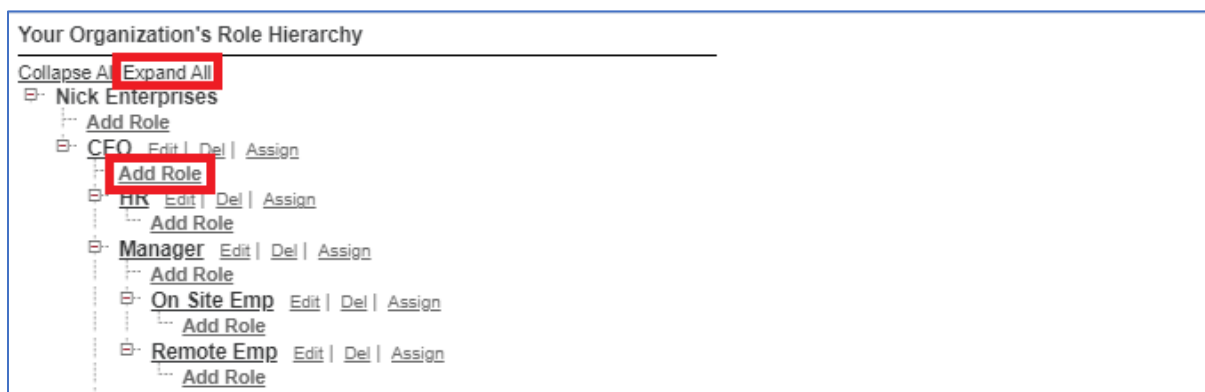 Your Organization's Role Hierarchy
Collapse Al Expand All
Nick Enterprises
Add Role
CEO Edit | Del | Assign
Add Role
HR Edit | Del | Assign
Add Role
Manager Edit | Del | Assign
Add Role
On Site Emp Edit | Del | Assign
Add Role
Remote Emp Edit | Del | Assign
Add Role